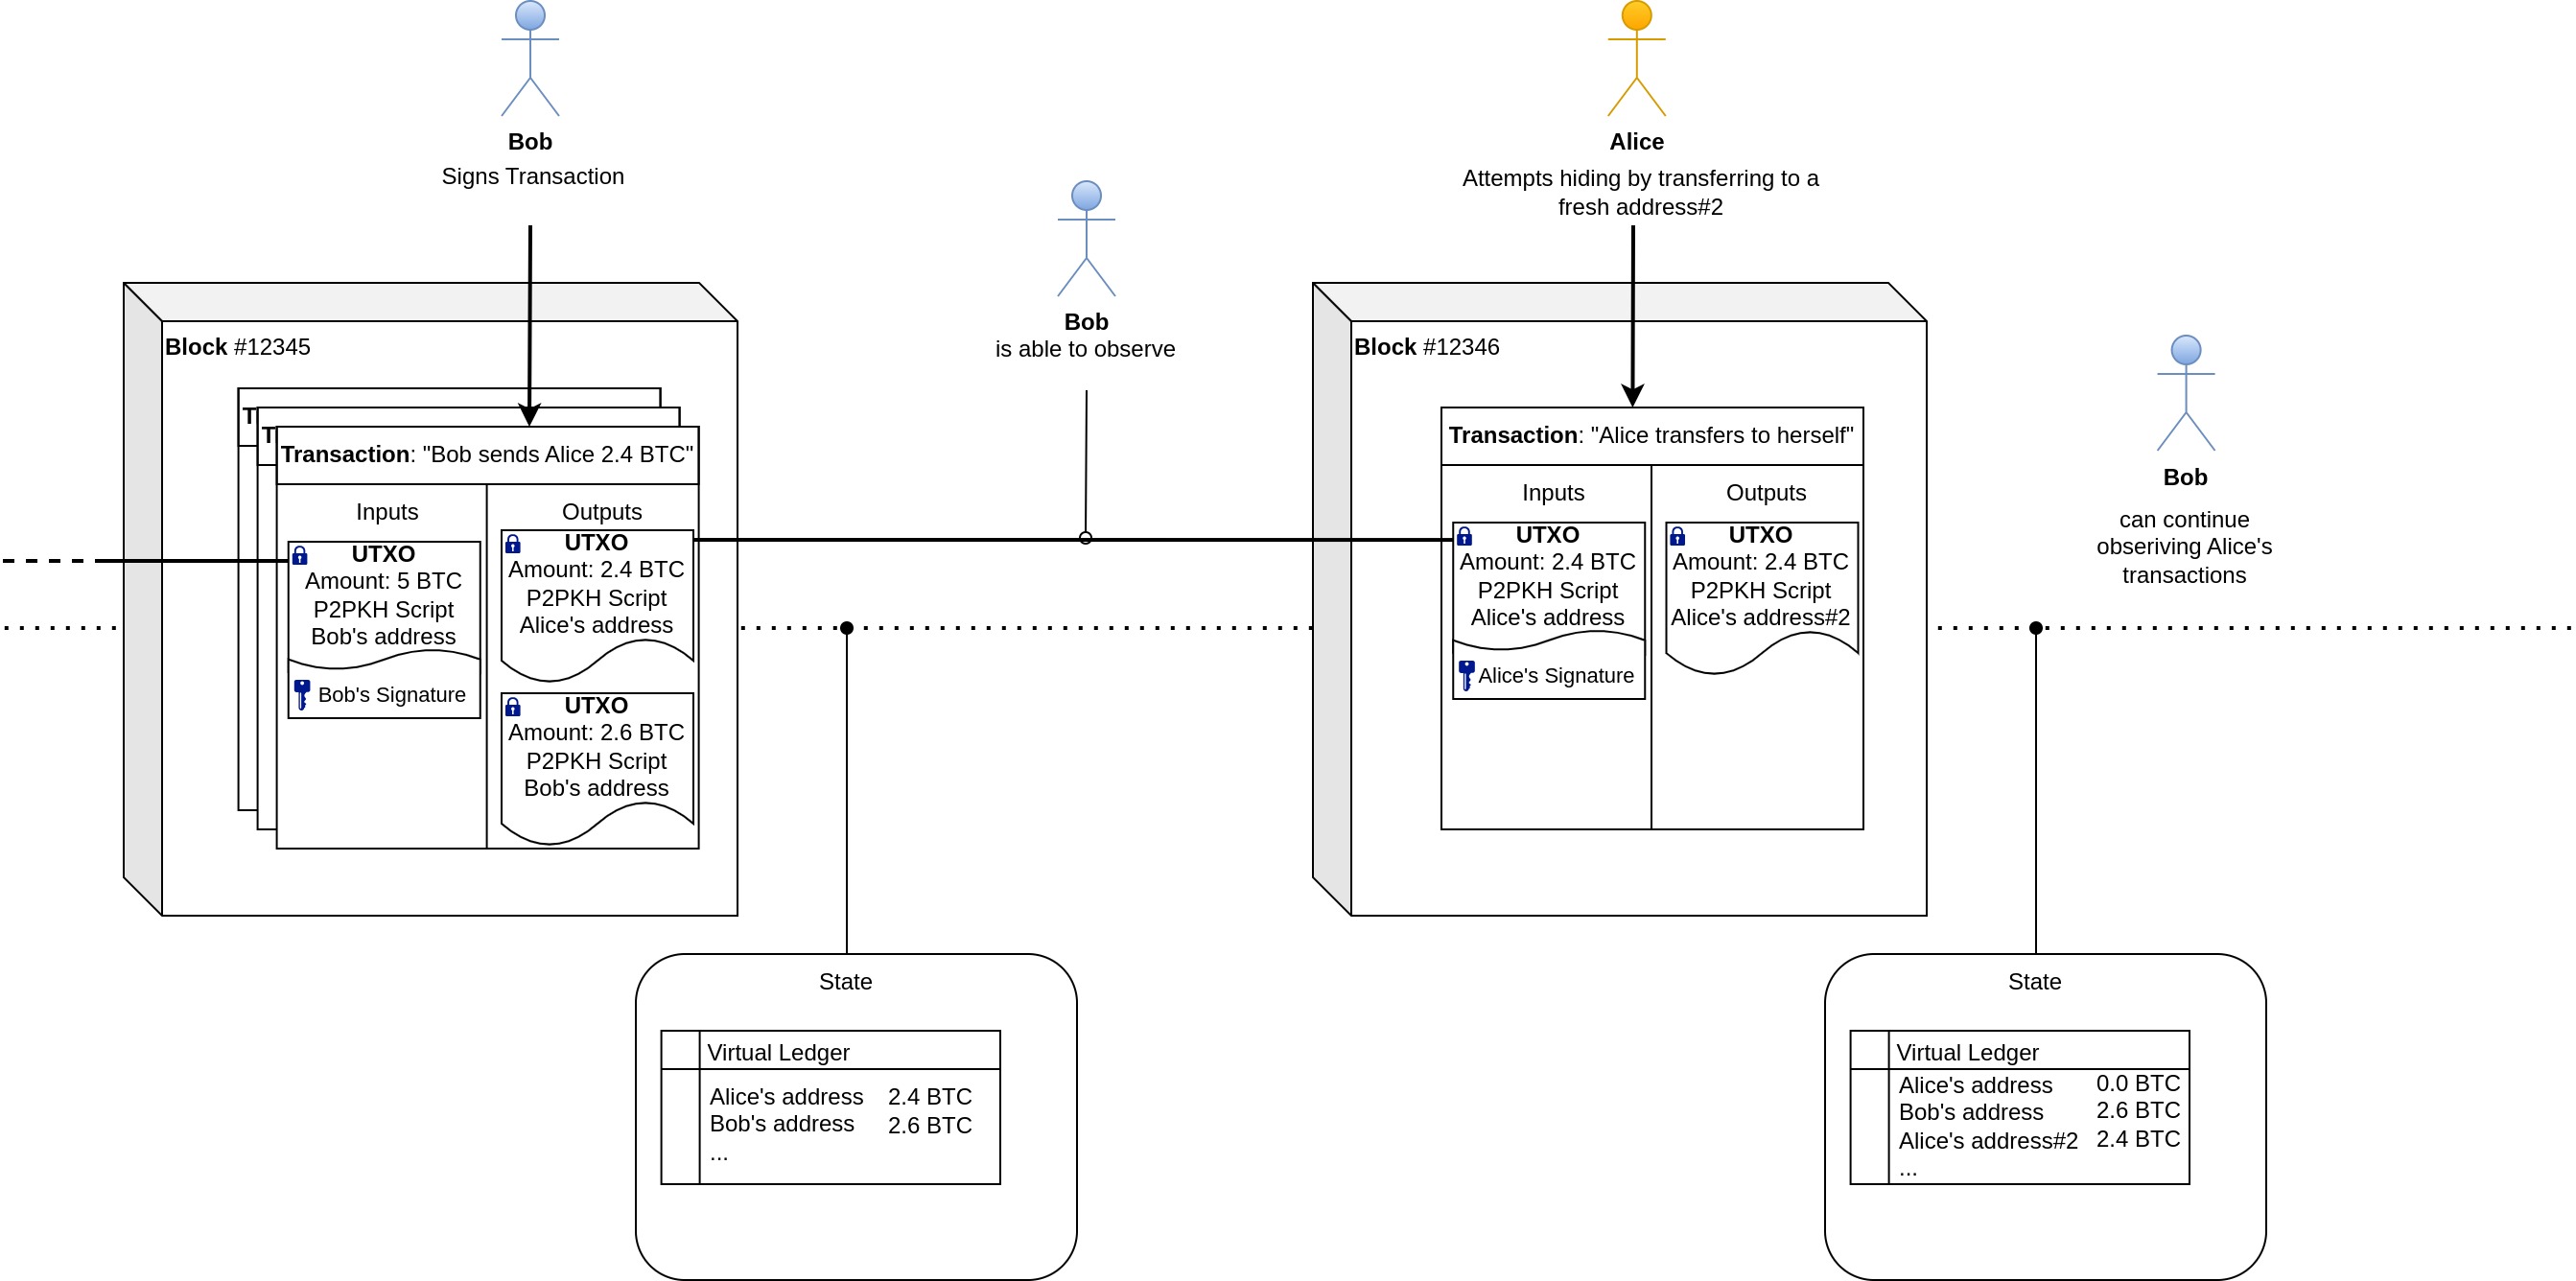 Bob
Signs Transaction
Alice
Attempts hiding by transferring to a
fresh address#2
Bob
is able to observe
Block #12345
T
T
Transaction: "Bob sends Alice 2.4 BTC"
Inputs
Outputs
UTXO
Amount: 5 BTC
P2PKH Script
Bob's address
Bob's Signature
UTXO
Amount: 2.4 BTC
P2PKH Script
Alice's address
UTXO
Amount: 2.6 BTC
P2PKH Script
Bob's address
Block #12346
Transaction: "Alice transfers to herself"
Inputs
Outputs
UTXO
Amount: 2.4 BTC
P2PKH Script
Alice's address
Alice's Signature
UTXO
Amount: 2.4 BTC
P2PKH Script
Alice's address#2
Bob
can continue
obseriving Alice's
transactions
State
Virtual Ledger
Alice's address 2.4 BTC
Bob's address 2.6 BTC
...
State
Virtual Ledger
Alice's address 0.0 BTC
Bob's address 2.6 BTC
Alice's address#2 2.4 BTC
...